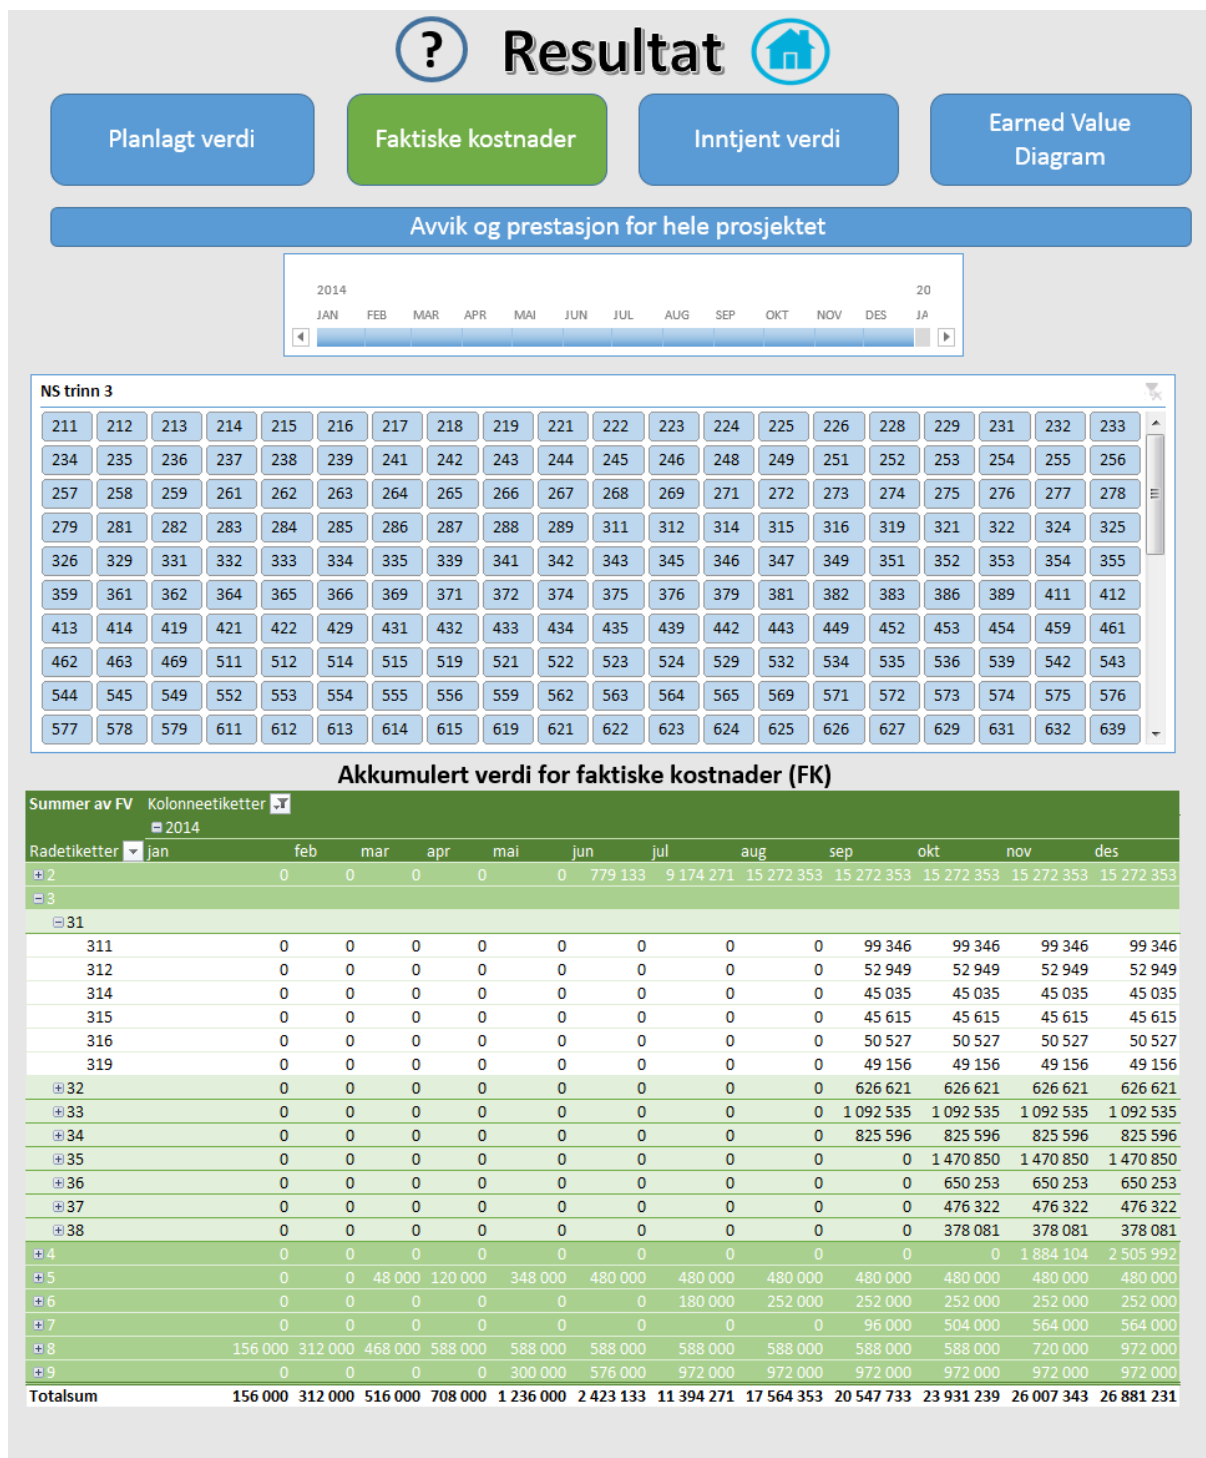 ? Resultat
Planlagt verdi Faktiske kostnader Inntjent verdi Earned Value Diagram
Avvik og prestasjon for hele prosjektet
2014 20
JAN FEB MAR APR MAI JUN JUL AUG SEP OKT NOV DES JA
NS trinn 3
211 212 213 214 215 216 217 218 219 221 222 223 224 225 226 228 229 231 232 233
234 235 236 237 238 239 241 242 243 244 245 246 248 249 251 252 253 254 255 256
257 258 259 261 262 263 264 265 266 267 268 269 271 272 273 274 275 276 277 278
279 281 282 283 284 285 286 287 288 289 311 312 314 315 316 319 321 322 324 325
326 329 331 332 333 334 335 339 341 342 343 345 346 347 349 351 352 353 354 355
359 361 362 364 365 366 369 371 372 374 375 376 379 381 382 383 386 389 411 412
413 414 419 421 422 429 431 432 433 434 435 439 442 443 449 452 453 454 459 461
462 463 469 511 512 514 515 519 521 522 523 524 529 532 534 535 536 539 542 543
544 545 549 552 553 554 555 556 559 562 563 564 565 569 571 572 573 574 575 576
577 578 579 611 612 613 614 615 619 621 622 623 624 625 626 627 629 631 632 639
Akkumulert verdi for faktiske kostnader (FK)
Summer av FV Kolonneetiketter
2014
Radetiketter jan feb mar apr mai jun jul aug sep okt nov des
2 0 0 0 0 0 779 133 9 174 271 15 272 353 15 272 353 15 272 353 15 272 353 15 272 353
3
31
311 0 0 0 0 0 0 0 0 99 346 99 346 99 346 99 346
312 0 0 0 0 0 0 0 0 52 949 52 949 52 949 52 949
314 0 0 0 0 0 0 0 0 45 035 45 035 45 035 45 035
315 0 0 0 0 0 0 0 0 45 615 45 615 45 615 45 615
316 0 0 0 0 0 0 0 0 50 527 50 527 50 527 50 527
319 0 0 0 0 0 0 0 0 49 156 49 156 49 156 49 156
32 0 0 0 0 0 0 0 0 626 621 626 621 626 621 626 621
33 0 0 0 0 0 0 0 0 1 092 535 1 092 535 1 092 535 1 092 535
34 0 0 0 0 0 0 0 0 825 596 825 596 825 596 825 596
35 0 0 0 0 0 0 0 0 0 1 470 850 1 470 850 1 470 850
36 0 0 0 0 0 0 0 0 0 650 253 650 253 650 253
37 0 0 0 0 0 0 0 0 0 476 322 476 322 476 322
38 0 0 0 0 0 0 0 0 0 378 081 378 081 378 081
4 0 0 0 0 0 0 0 0 0 0 1 884 104 2 505 992
5 0 0 48 000 120 000 348 000 480 000 480 000 480 000 480 000 480 000 480 000 480 000
6 0 0 0 0 0 0 180 000 252 000 252 000 252 000 252 000 252 000
7 0 0 0 0 0 0 0 0 96 000 504 000 564 000 564 000
8 156 000 312 000 468 000 588 000 588 000 588 000 588 000 588 000 588 000 588 000 720 000 972 000
9 0 0 0 0 300 000 576 000 972 000 972 000 972 000 972 000 972 000 972 000
Totalsum 156 000 312 000 516 000 708 000 1 236 000 2 423 133 11 394 271 17 564 353 20 547 733 23 931 239 26 007 343 26 881 231